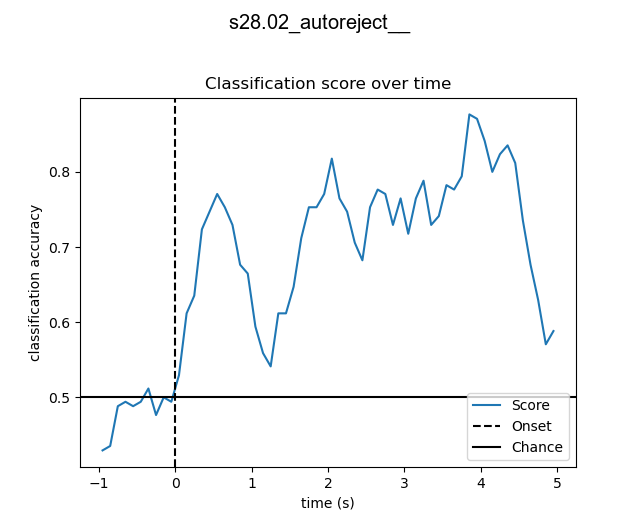 s28.02_autoreject__
Classification score over time
classification accuracy
0.8
0.7
0.6
0.5
−1
0
1
2
3
4
5
time (s)
Score
Onset
Chance